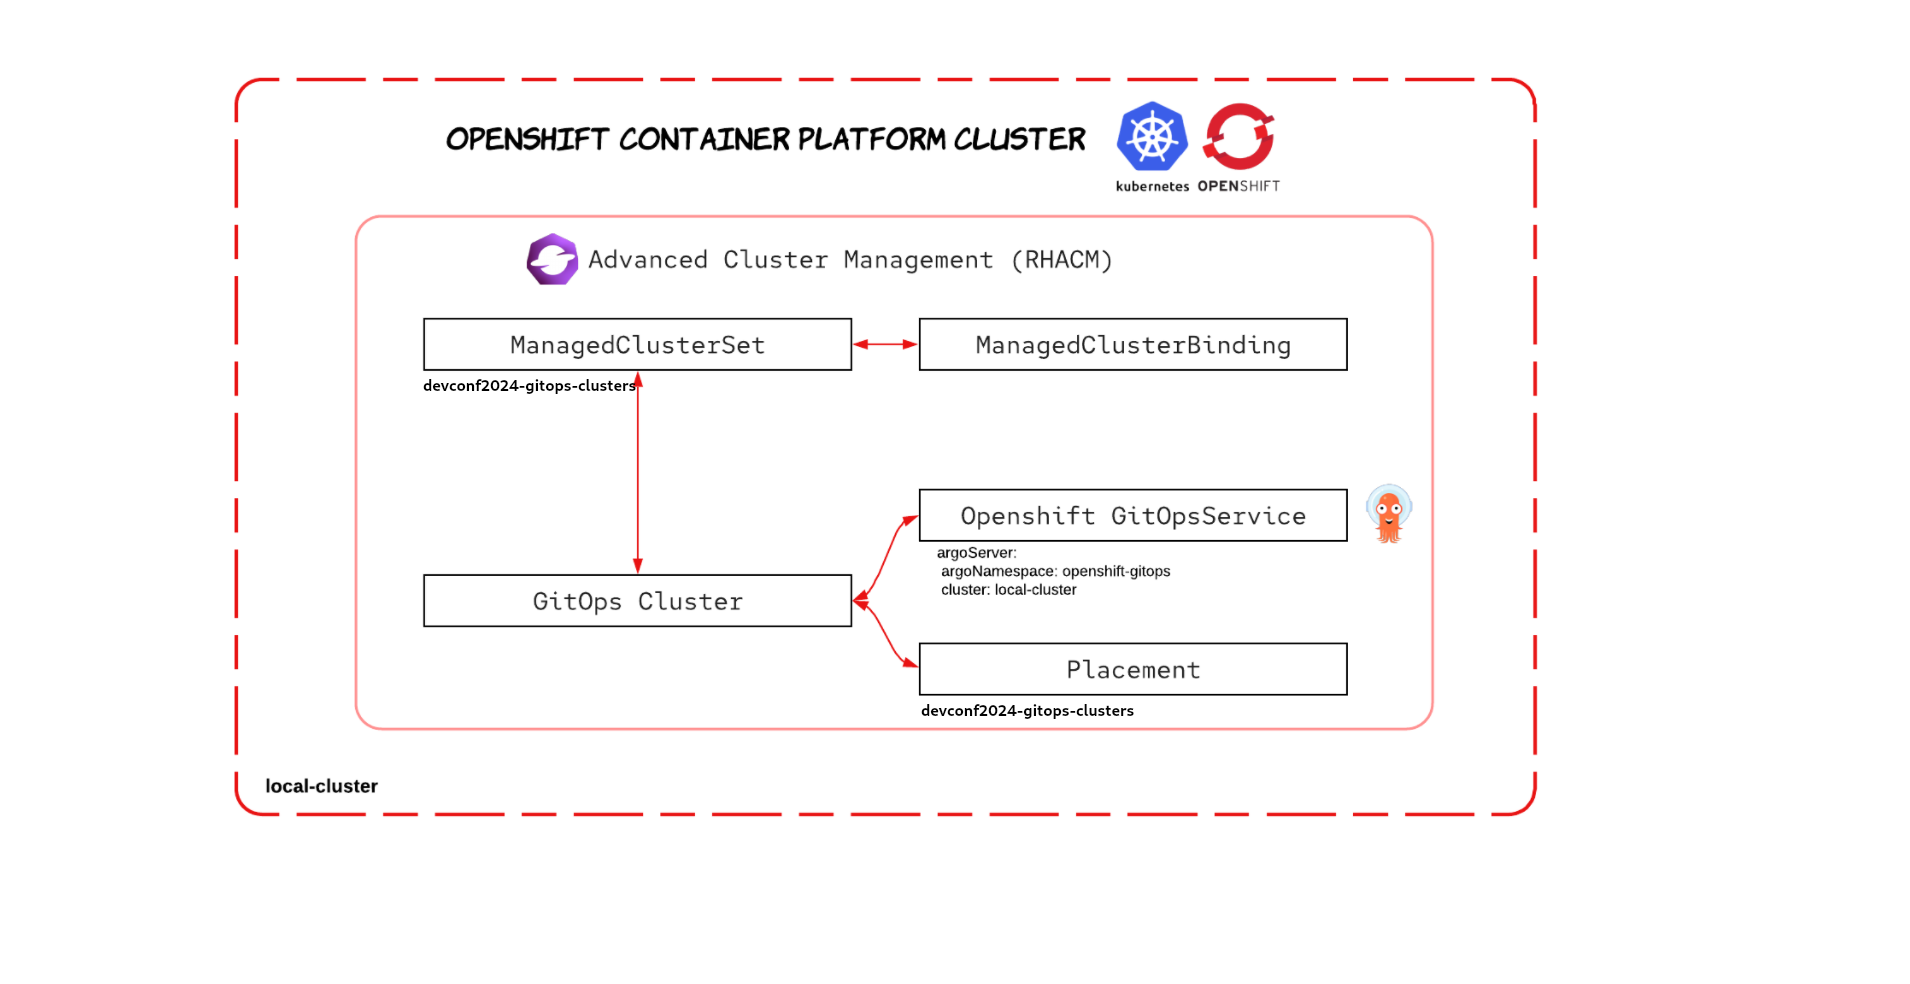 OPENSHIFT CONTAINER PLATFORM CLUSTER
kubernetes OPENSHIFT
Advanced Cluster Management (RHACM)
ManagedClusterSet
ManagedClusterBinding
devconf2024-gitops-clusters
Openshift GitOpsService
argoServer:
argoNamespace: openshift-gitops
cluster: local-cluster
GitOps Cluster
Placement
devconf2024-gitops-clusters
local-cluster